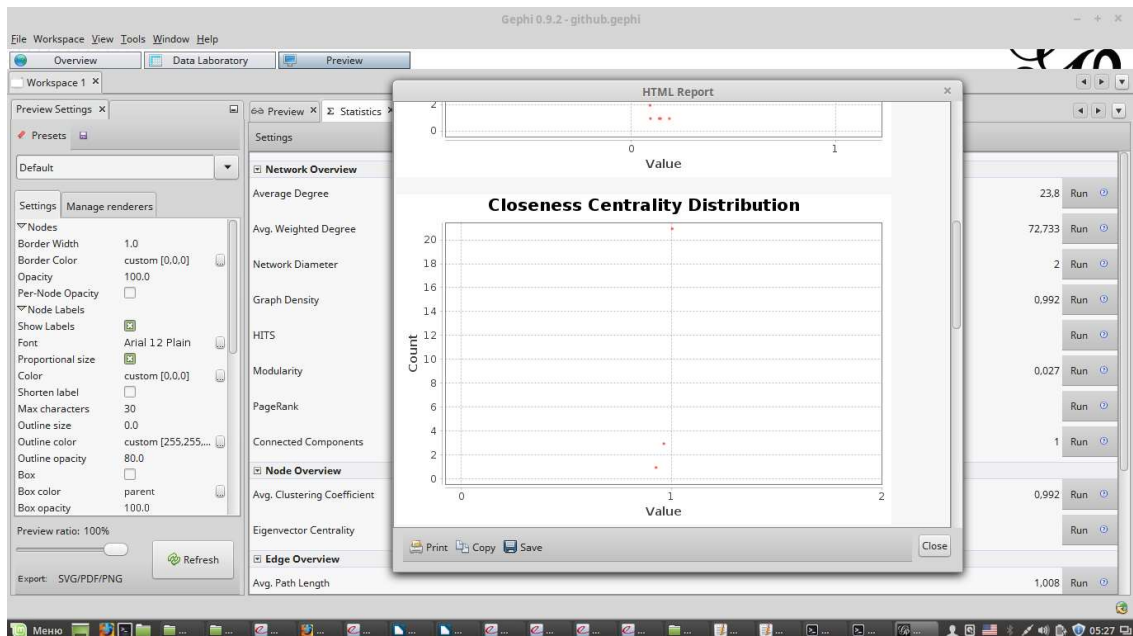 Gephi 0.9.2 - github.gephi
File Workspace View Tools Window Help
Overview Data Laboratory Preview
Workspace 1
Preview Settings
Presets
Default
Settings Manage renderers
Nodes
Border Width 1.0
Border Color custom [0,0,0]
Opacity 100.0
Per-Node Opacity
Node Labels
Show Labels
Font Arial 12 Plain
Proportional size
Color custom [0,0,0]
Shorten label
Max characters 30
Outline size 0.0
Outline color custom [255,255,...
Outline opacity 80.0
Box
Box color parent
Box opacity 100.0
Preview ratio: 100%
Refresh
Export: SVG/PDF/PNG
Preview Σ Statistics
Settings
Network Overview
Average Degree 23,8 Run
Avg. Weighted Degree 72,733 Run
Network Diameter 2 Run
Graph Density 0,992 Run
HITS Run
Modularity 0,027 Run
PageRank Run
Connected Components 1 Run
Node Overview
Avg. Clustering Coefficient 0,992 Run
Eigenvector Centrality Run
Edge Overview
Avg. Path Length 1,008 Run
HTML Report
2
0
0 1
Value
Closeness Centrality Distribution
20
18
16
14
12
10
8
6
4
2
0
Count
0 1 2
Value
Print Copy Save Close
Меню
05:27